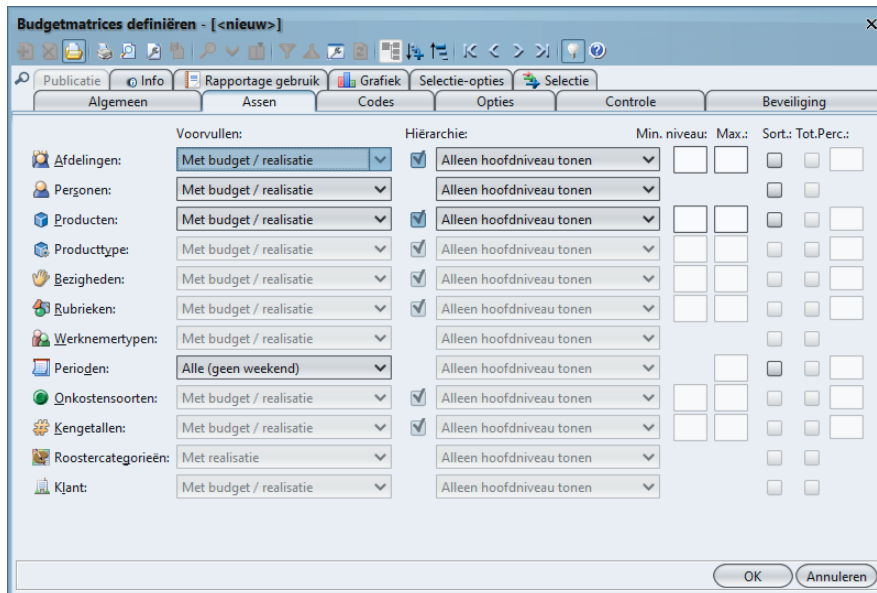 Budgetmatrices definiëren - [<nieuw>]
Publicatie Info Rapportage gebruik Grafiek Selectie-opties Selectie
Algemeen Assen Codes Opties Controle Beveiliging
Voorvullen: Hiërarchie: Min. niveau: Max.: Sort.: Tot.Perc.:
Afdelingen: Met budget / realisatie Alleen hoofdniveau tonen
Personen: Met budget / realisatie Alleen hoofdniveau tonen
Producten: Met budget / realisatie Alleen hoofdniveau tonen
Producttype: Met budget / realisatie Alleen hoofdniveau tonen
Bezigheden: Met budget / realisatie Alleen hoofdniveau tonen
Rubrieken: Met budget / realisatie Alleen hoofdniveau tonen
Werknemertypen: Met budget / realisatie Alleen hoofdniveau tonen
Perioden: Alle (geen weekend) Alleen hoofdniveau tonen
Onkostensoorten: Met budget / realisatie Alleen hoofdniveau tonen
Kengetallen: Met budget / realisatie Alleen hoofdniveau tonen
Roostercategorieën: Met realisatie Alleen hoofdniveau tonen
Klant: Met budget / realisatie Alleen hoofdniveau tonen
OK Annuleren